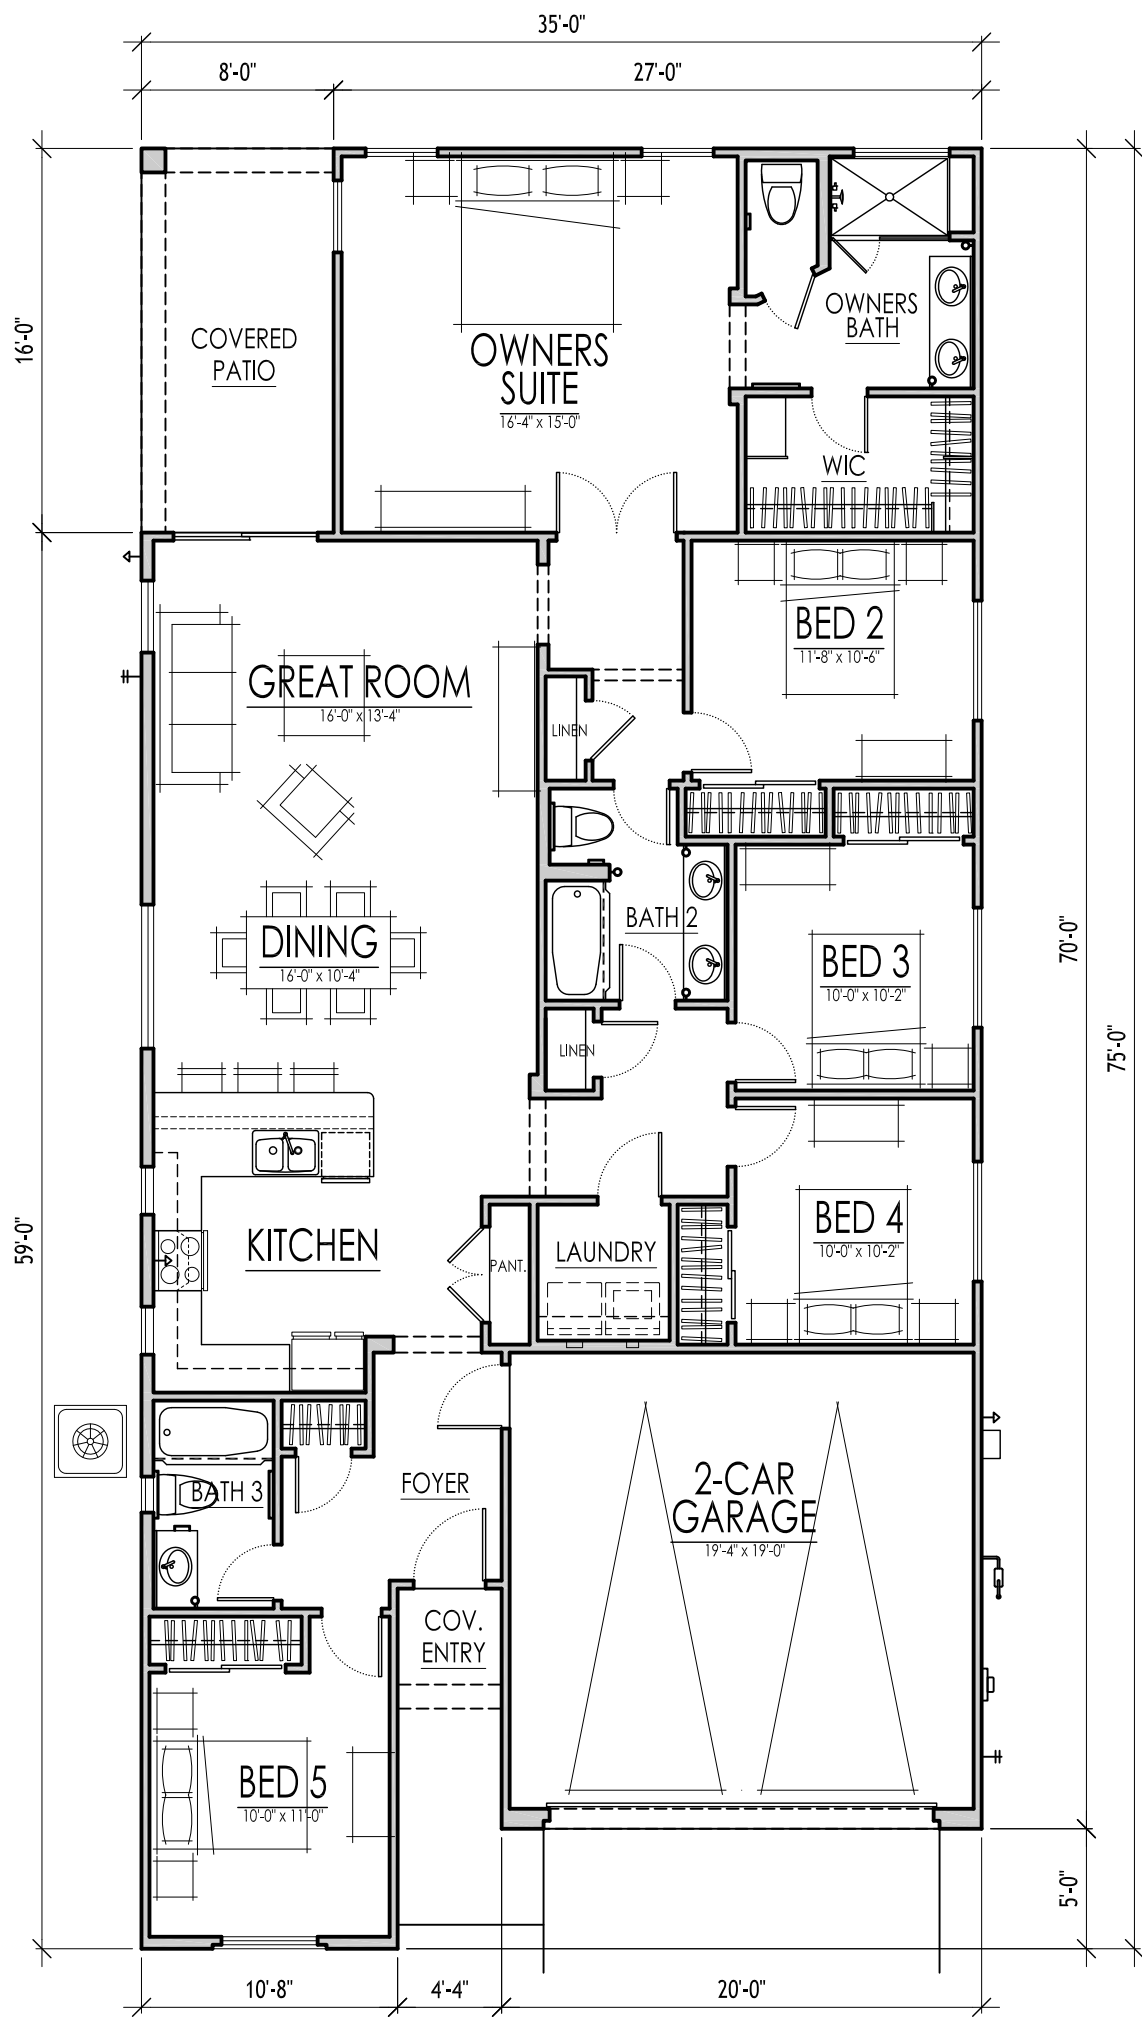 35'-0"
8'-0"
27'-0"
16'-0"
COVERED
PATIO
OWNERS
SUITE
16'-4" x 15'-0"
OWNERS
BATH
WIC
BED 2
11'-8" x 10'-6"
GREAT ROOM
16'-0" x 13'-4"
LINEN
BATH 2
DINING
16'-0" x 10'-4"
BED 3
10'-0" x 10'-2"
70'-0"
75'-0"
LINEN
59'-0"
KITCHEN
PANT.
LAUNDRY
BED 4
10'-0" x 10'-2"
BATH 3
FOYER
2-CAR
GARAGE
19'-4" x 19'-0"
COV.
ENTRY
BED 5
10'-0" x 11'-0"
5'-0"
10'-8"
4'-4"
20'-0"